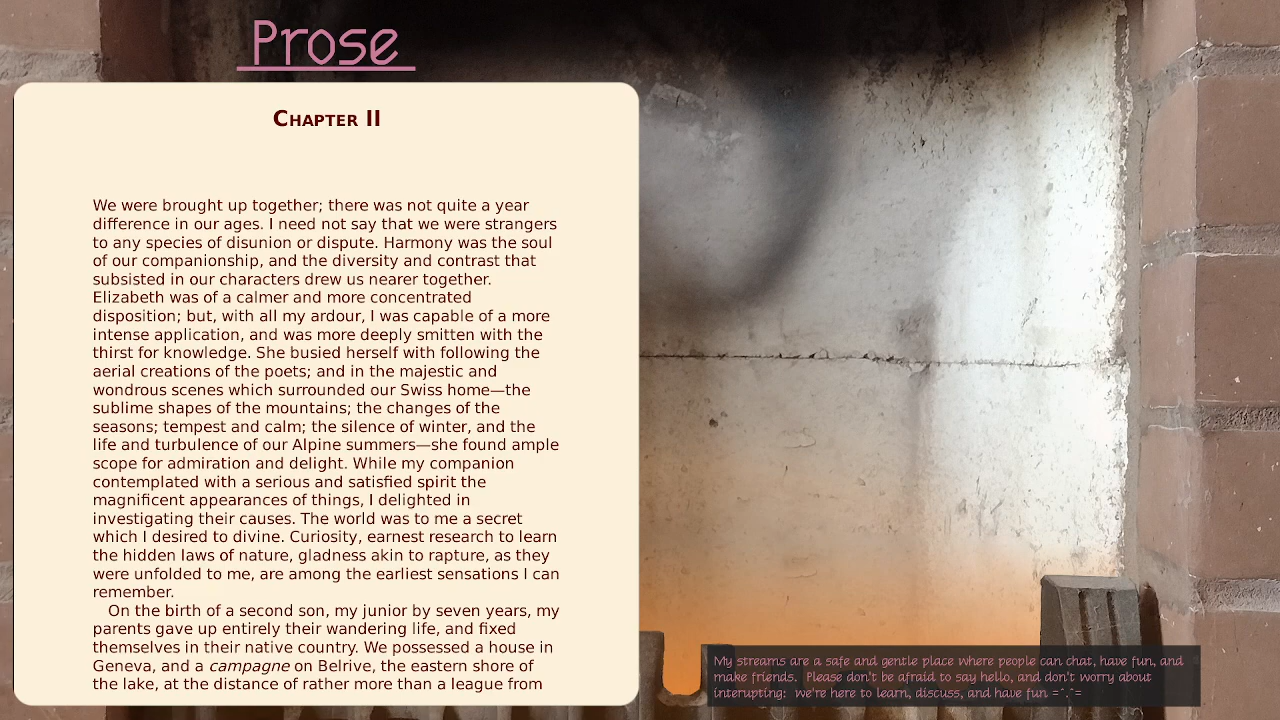 Prose
Chapter II
We were brought up together; there was not quite a year
difference in our ages. I need not say that we were strangers
to any species of disunion or dispute. Harmony was the soul
of our companionship, and the diversity and contrast that
subsisted in our characters drew us nearer together.
Elizabeth was of a calmer and more concentrated
disposition; but, with all my ardour, I was capable of a more
intense application, and was more deeply smitten with the
thirst for knowledge. She busied herself with following the
aerial creations of the poets; and in the majestic and
wondrous scenes which surrounded our Swiss home—the
sublime shapes of the mountains; the changes of the
seasons; tempest and calm; the silence of winter, and the
life and turbulence of our Alpine summers—she found ample
scope for admiration and delight. While my companion
contemplated with a serious and satisfied spirit the
magnificent appearances of things, I delighted in
investigating their causes. The world was to me a secret
which I desired to divine. Curiosity, earnest research to learn
the hidden laws of nature, gladness akin to rapture, as they
were unfolded to me, are among the earliest sensations I can
remember.
On the birth of a second son, my junior by seven years, my
parents gave up entirely their wandering life, and fixed
themselves in their native country. We possessed a house in
Geneva, and a campagne on Belrive, the eastern shore of
the lake, at the distance of rather more than a league from
My streams are a safe and gentle place where people can chat, have fun, and
make friends.  Please don't be afraid to say hello, and don't worry about
interupting:  we're here to learn, discuss, and have fun =^.^=